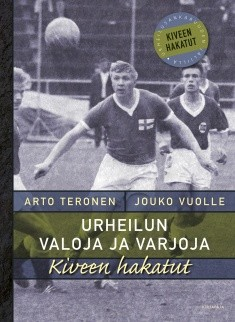 KIVEEN
HAKATUT
ARTO TERONEN
JOUKO VUOLLE
URHEILUN
VALOJA JA VARJOJA
Kiveen hakatut